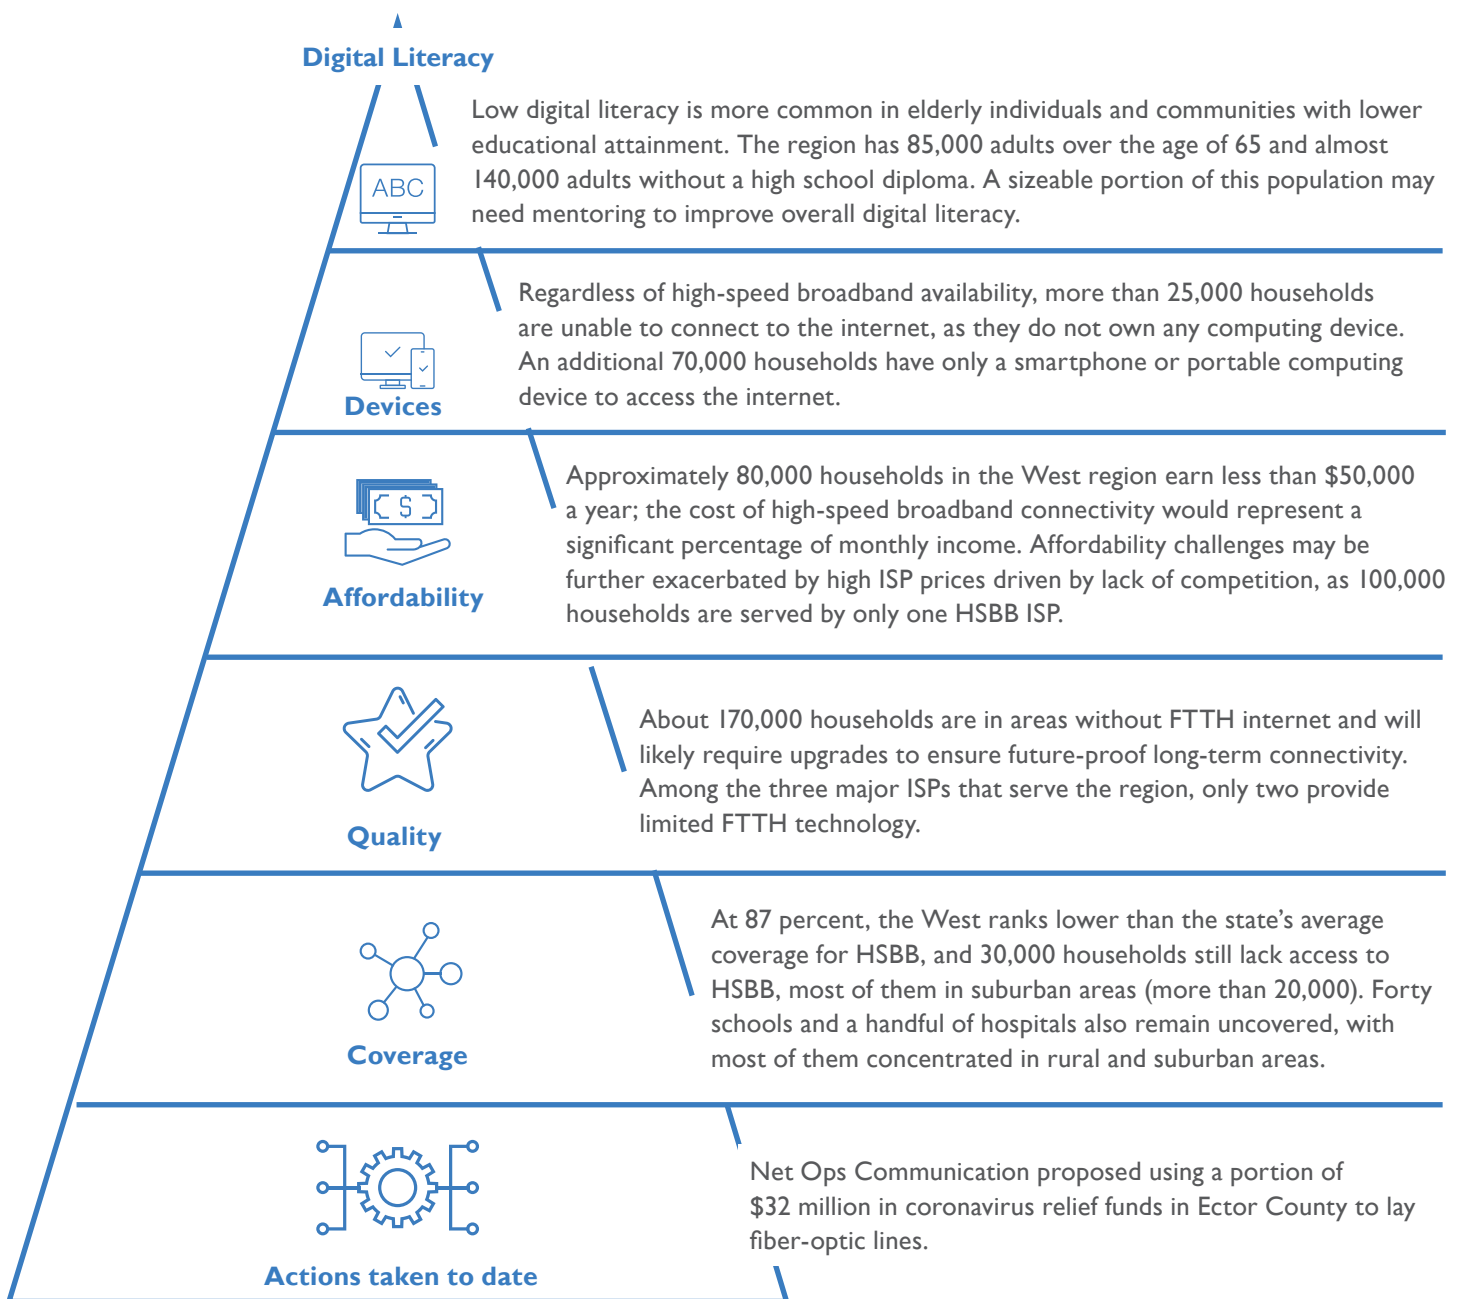 Digital Literacy
Low digital literacy is more common in elderly individuals and communities with lower
educational attainment. The region has 85,000 adults over the age of 65 and almost
140,000 adults without a high school diploma. A sizeable portion of this population may
need mentoring to improve overall digital literacy.
ABC
Regardless of high-speed broadband availability, more than 25,000 households
are unable to connect to the internet, as they do not own any computing device.
An additional 70,000 households have only a smartphone or portable computing
device to access the internet.
Devices
Approximately 80,000 households in the West region earn less than $50,000
a year; the cost of high-speed broadband connectivity would represent a
significant percentage of monthly income. Affordability challenges may be
further exacerbated by high ISP prices driven by lack of competition, as 100,000
households are served by only one HSBB ISP.
$
Affordability
About 170,000 households are in areas without FTTH internet and will
likely require upgrades to ensure future-proof long-term connectivity.
Among the three major ISPs that serve the region, only two provide
limited FTTH technology.
Quality
At 87 percent, the West ranks lower than the state’s average
coverage for HSBB, and 30,000 households still lack access to
HSBB, most of them in suburban areas (more than 20,000). Forty
schools and a handful of hospitals also remain uncovered, with
most of them concentrated in rural and suburban areas.
Coverage
Net Ops Communication proposed using a portion of
$32 million in coronavirus relief funds in Ector County to lay
fiber-optic lines.
Actions taken to date